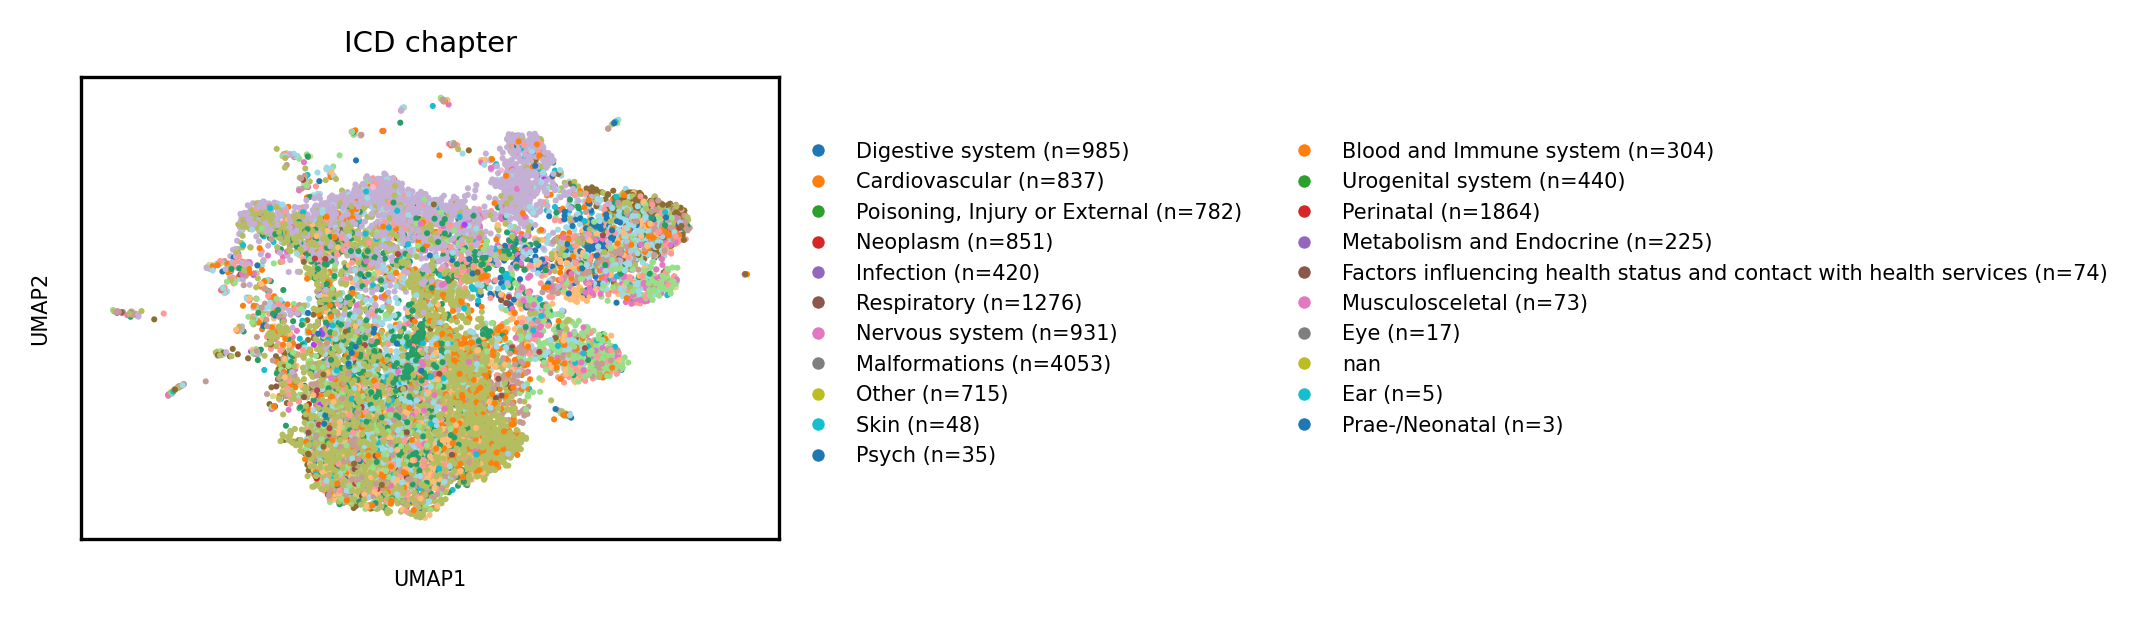 ICD chapter
UMAP2
UMAP1
Digestive system (n=985)
Cardiovascular (n=837)
Poisoning, Injury or External (n=782)
Neoplasm (n=851)
Infection (n=420)
Respiratory (n=1276)
Nervous system (n=931)
Malformations (n=4053)
Other (n=715)
Skin (n=48)
Psych (n=35)
Blood and Immune system (n=304)
Urogenital system (n=440)
Perinatal (n=1864)
Metabolism and Endocrine (n=225)
Factors influencing health status and contact with health services (n=74)
Musculosceletal (n=73)
Eye (n=17)
nan
Ear (n=5)
Prae-/Neonatal (n=3)